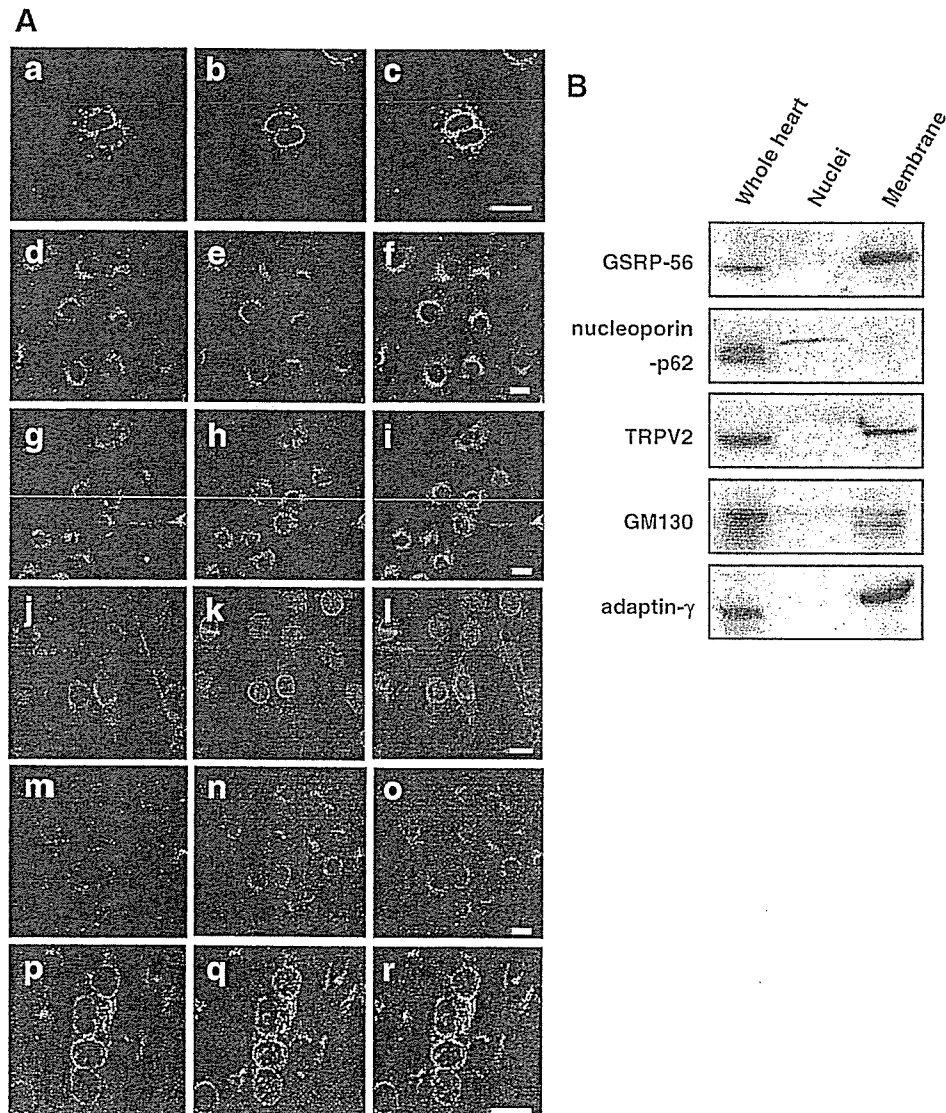 A
a
b
c
d
e
f
g
h
i
j
k
l
m
n
o
p
q
r
B
Whole heart
Nuclei
Membrane
GSRP-56
nucleoporin
-p62
TRPV2
GM130
adaptin-γ